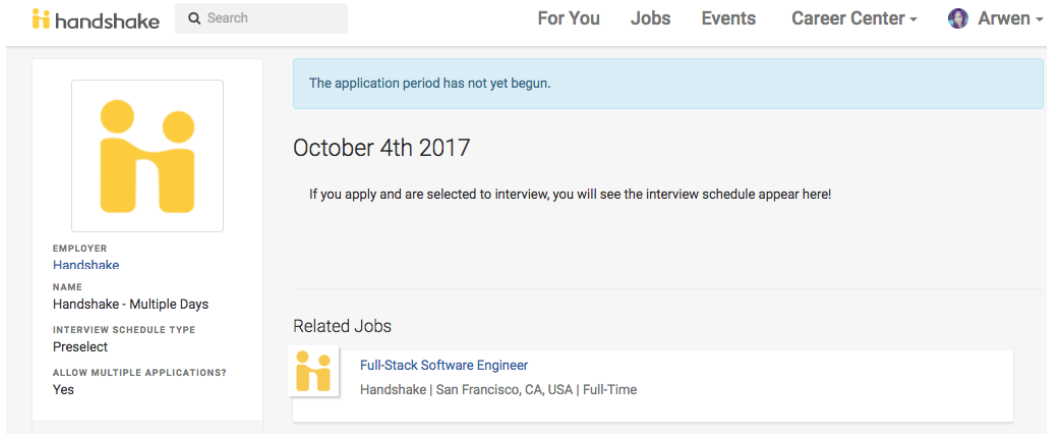 handshake Search For You Jobs Events Career Center Arwen
The application period has not yet begun.
October 4th 2017
If you apply and are selected to interview, you will see the interview schedule appear here!
EMPLOYER
Handshake
NAME
Handshake - Multiple Days
INTERVIEW SCHEDULE TYPE
Preselect
ALLOW MULTIPLE APPLICATIONS?
Yes
Related Jobs
Full-Stack Software Engineer
Handshake | San Francisco, CA, USA | Full-Time